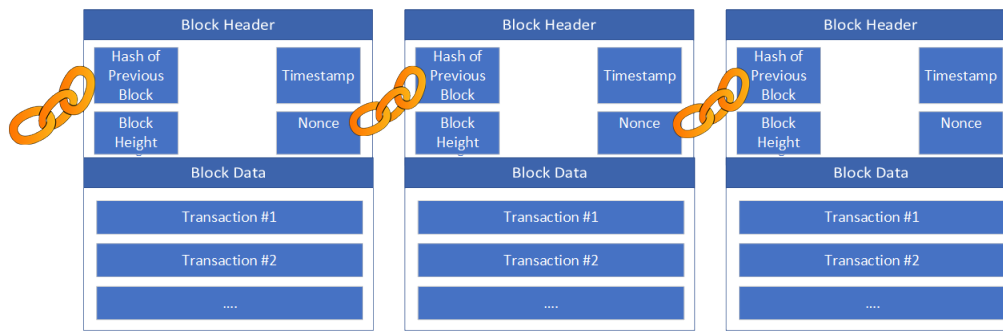 Block Header
Hash of
Previous
Block
Timestamp
Block
Height
Nonce
Block Data
Transaction #1
Transaction #2
....
Block Header
Hash of
Previous
Block
Timestamp
Block
Height
Nonce
Block Data
Transaction #1
Transaction #2
....
Block Header
Hash of
Previous
Block
Timestamp
Block
Height
Nonce
Block Data
Transaction #1
Transaction #2
....